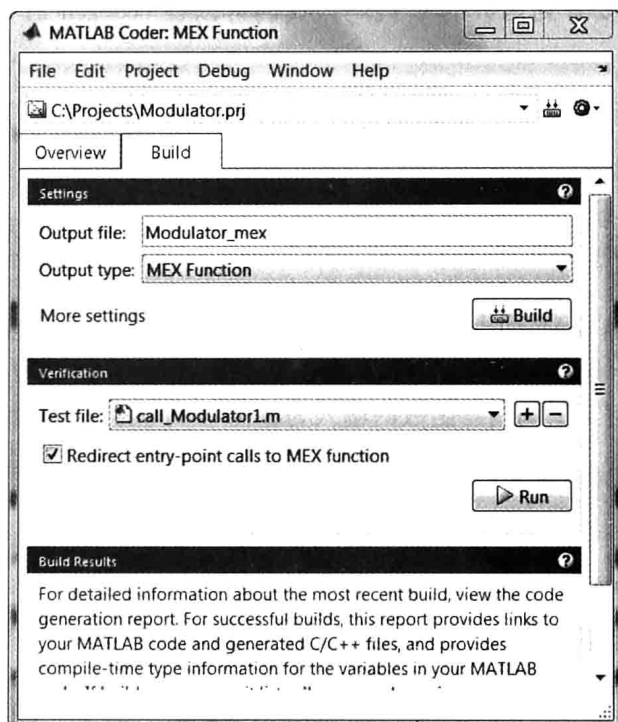 MATLAB Coder: MEX Function
File Edit Project Debug Window Help
C:\Projects\Modulator.prj
Overview Build
Settings
Output file: Modulator_mex
Output type: MEX Function
More settings Build
Verification
Test file: call_Modulator1.m + −
Redirect entry-point calls to MEX function
Run
Build Results
For detailed information about the most recent build, view the code
generation report. For successful builds, this report provides links to
your MATLAB code and generated C/C++ files, and provides
compile-time type information for the variables in your MATLAB